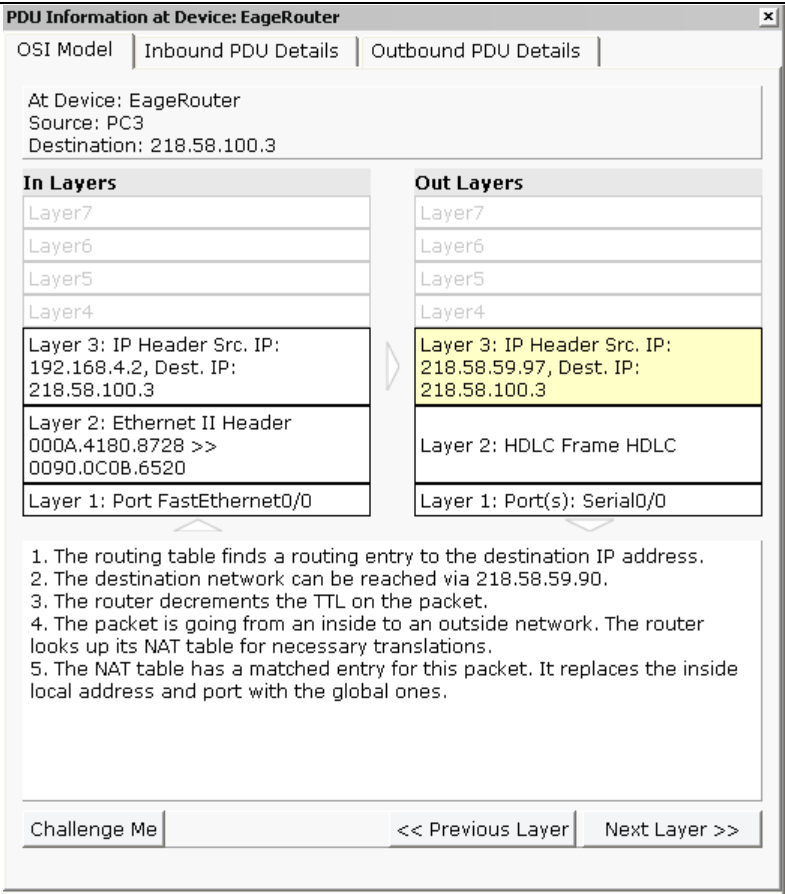 PDU Information at Device: EageRouter
x
OSI Model
Inbound PDU Details
Outbound PDU Details
At Device: EageRouter
Source: PC3
Destination: 218.58.100.3
In Layers
Layer7
Layer6
Layer5
Layer4
Layer 3: IP Header Src. IP:
192.168.4.2, Dest. IP:
218.58.100.3
Layer 2: Ethernet II Header
000A.4180.8728 >>
0090.0C0B.6520
Layer 1: Port FastEthernet0/0
Out Layers
Layer7
Layer6
Layer5
Layer4
Layer 3: IP Header Src. IP:
218.58.59.97, Dest. IP:
218.58.100.3
Layer 2: HDLC Frame HDLC
Layer 1: Port(s): Serial0/0
1. The routing table finds a routing entry to the destination IP address.
2. The destination network can be reached via 218.58.59.90.
3. The router decrements the TTL on the packet.
4. The packet is going from an inside to an outside network. The router
looks up its NAT table for necessary translations.
5. The NAT table has a matched entry for this packet. It replaces the inside
local address and port with the global ones.
Challenge Me
<< Previous Layer
Next Layer >>